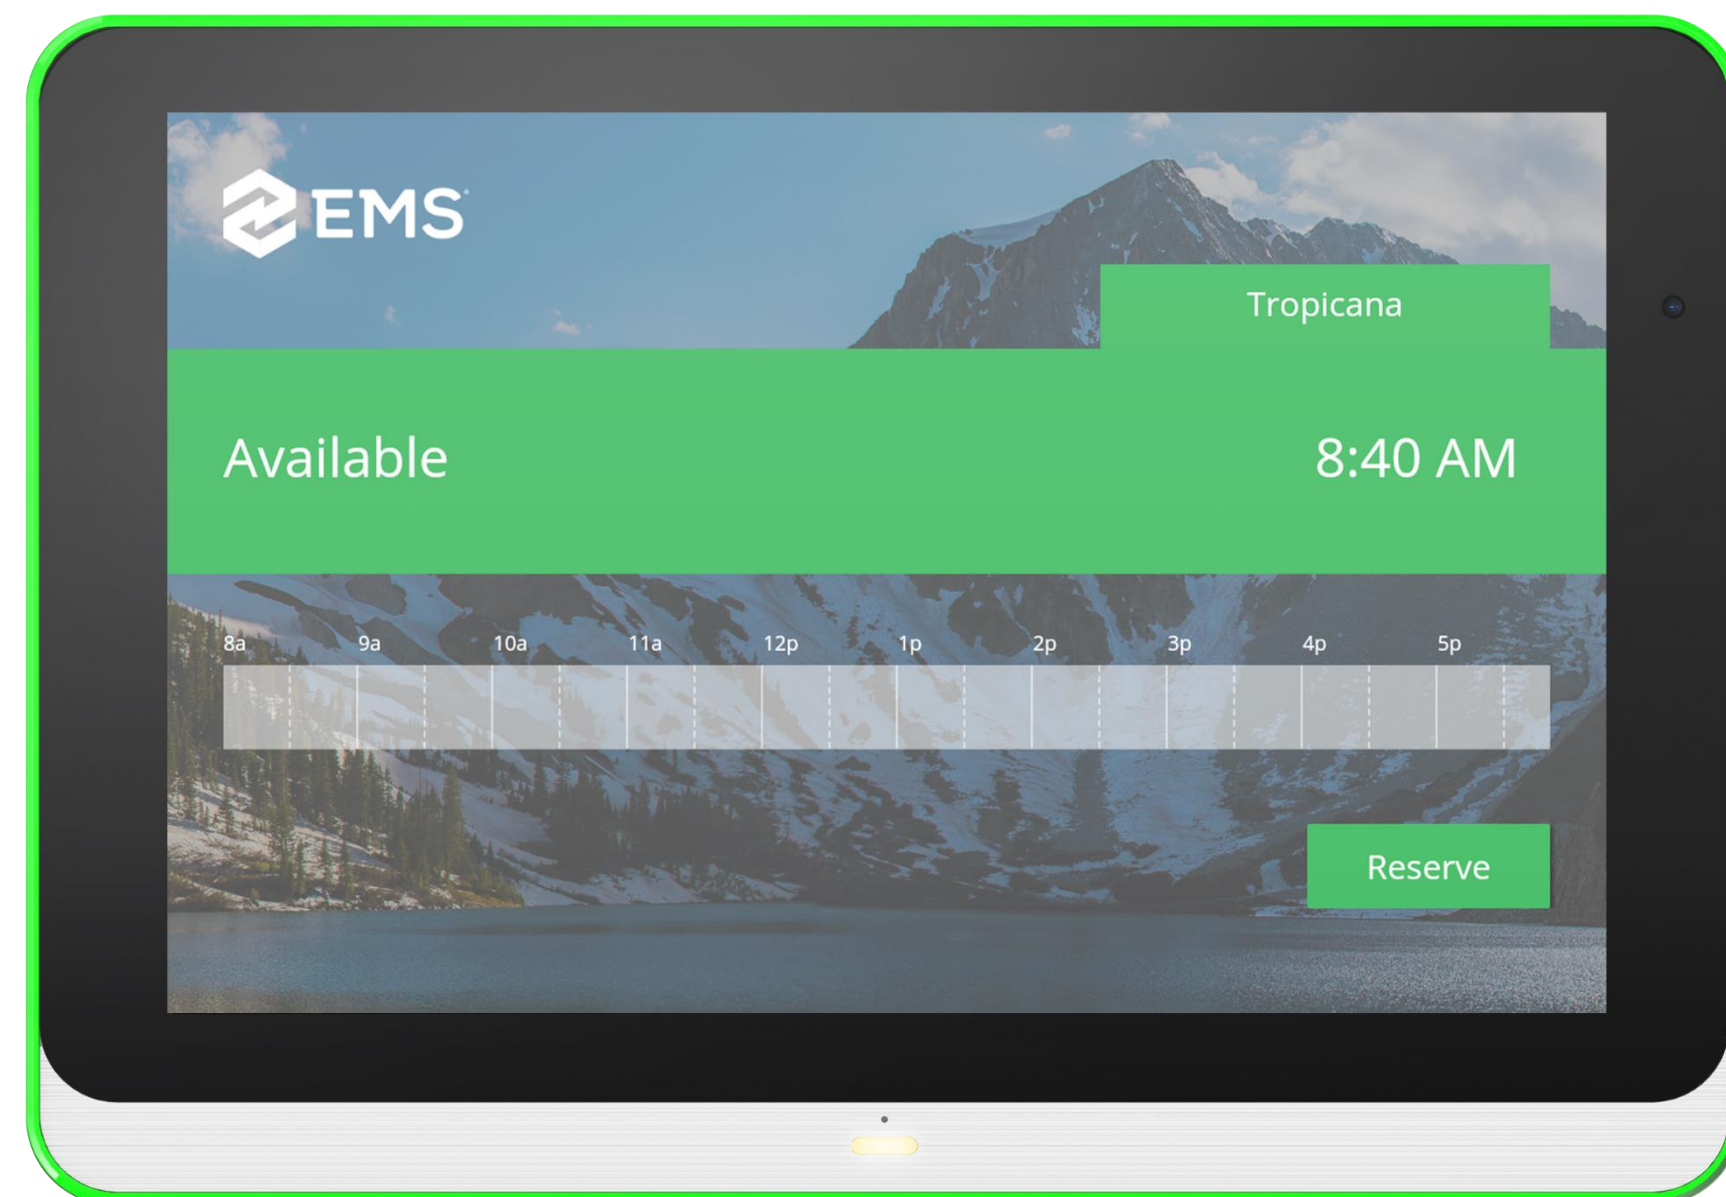 EMS
Tropicana
Available 8:40 AM
8a 9a 10a 11a 12p 1p 2p 3p 4p 5p
Reserve